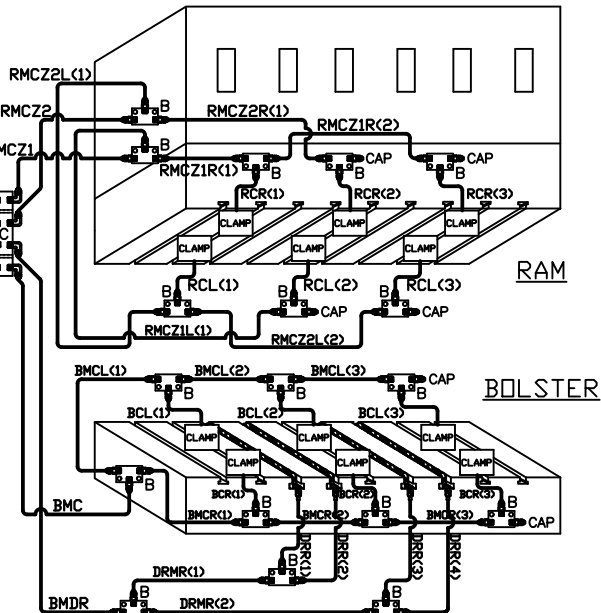 RMCZ2L(1)
B
RMCZ2
RMCZ2R(1)
RMCZ1R(2)
B
MCZ1
RMCZ1R(1)
B
B
CAP
B
CAP
RCR(1)
RCR(2)
RCR(3)
CLAMP
CLAMP
CLAMP
C
CLAMP
CLAMP
CLAMP
RAM
RCL(1)
RCL(2)
RCL(3)
B
B
B
CAP
CAP
RMCZ1L(1)
RMCZ2L(2)
BMCL(1)
BMCL(2)
BMCL(3)
CAP
B
B
B
BOLSTER
BCL(1)
BCL(2)
BCL(3)
CLAMP
CLAMP
CLAMP
CLAMP
CLAMP
CLAMP
B
BCR(1)
BCR(2)
BCR(3)
B
B
B
BMC
BMCR(1)
BMCR(2)
BMCR(3)
CAP
DRR(1)
DRR(2)
DRR(3)
DRR(4)
B
DRMR(1)
B
B
BMDR
DRMR(2)